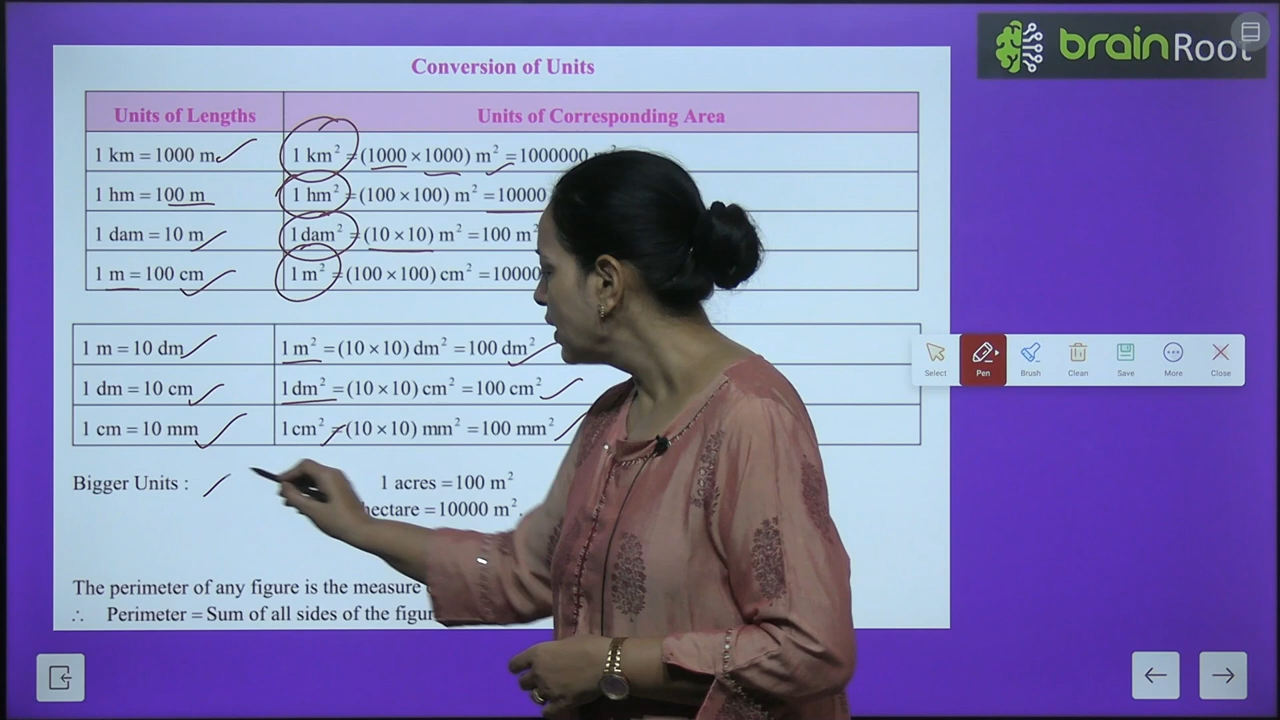 brainRoot
Conversion of Units
Units of Lengths Units of Corresponding Area
1 km = 1000 m 1 km² = (1000 × 1000) m² = 1000000 m²
1 hm = 100 m 1 hm² = (100 × 100) m² = 10000
1 dam = 10 m 1 dam² = (10 × 10) m² = 100 m²
1 m = 100 cm 1 m² = (100 × 100) cm² = 10000
1 m = 10 dm 1 m² = (10 × 10) dm² = 100 dm²
1 dm = 10 cm 1 dm² = (10 × 10) cm² = 100 cm²
1 cm = 10 mm 1 cm² = (10 × 10) mm² = 100 mm²
Select Pen Brush Clean Save More Close
Bigger Units : 1 acres = 100 m²
hectare = 10000 m².
The perimeter of any figure is the measure
∴ Perimeter = Sum of all sides of the figur